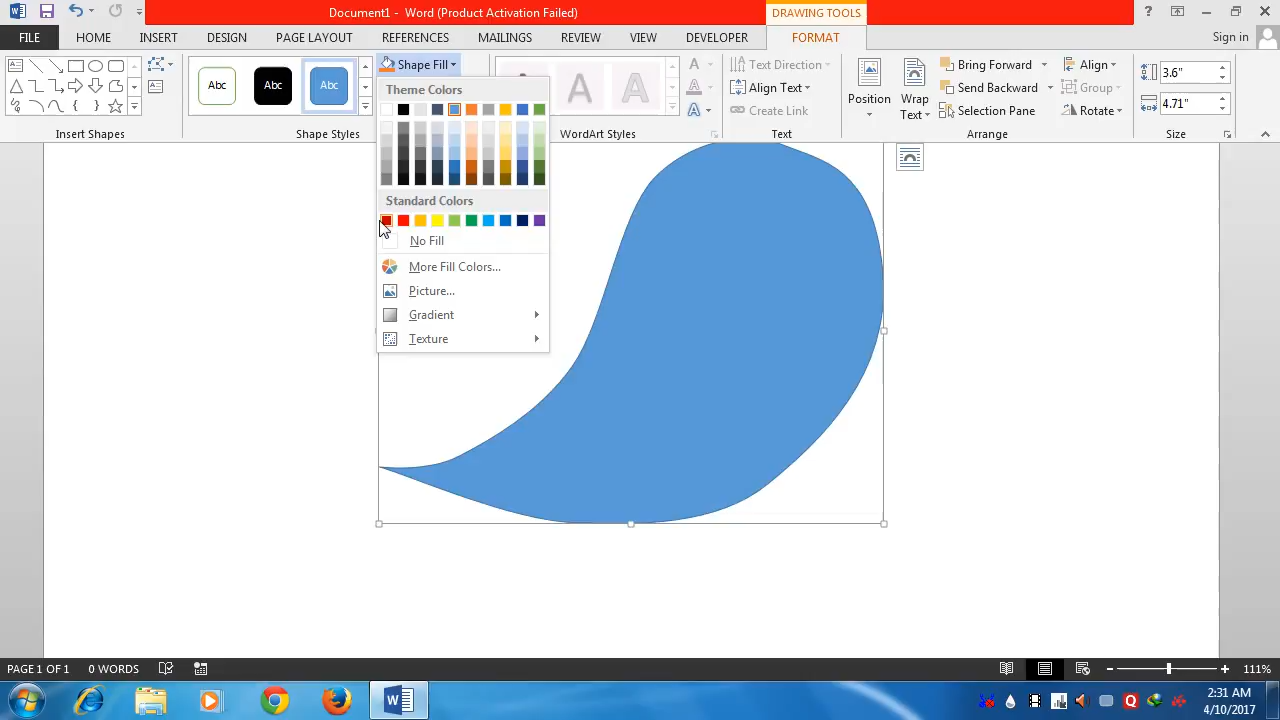 Document1 - Word (Product Activation Failed)
DRAWING TOOLS
?
FILE HOME INSERT DESIGN PAGE LAYOUT REFERENCES MAILINGS REVIEW VIEW DEVELOPER FORMAT Sign in
Abc Abc Abc
Shape Fill
Text Direction
Align Text
Create Link
Position
Wrap Text
Bring Forward
Send Backward
Selection Pane
Align
Group
Rotate
3.6"
4.71"
Insert Shapes Shape Styles WordArt Styles Text Arrange Size
Theme Colors
Standard Colors
No Fill
More Fill Colors...
Picture...
Gradient
Texture
PAGE 1 OF 1 0 WORDS 111%
2:31 AM
4/10/2017